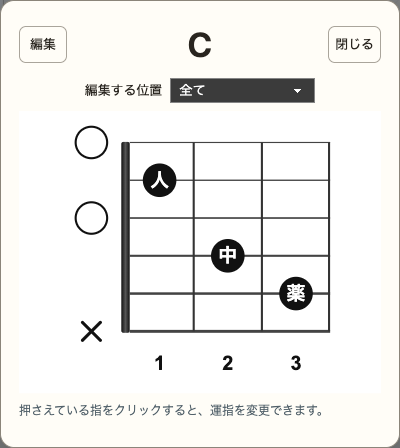 編集
C
閉じる
編集する位置 全て
人
中
薬
1 2 3
押さえている指をクリックすると、運指を変更できます。